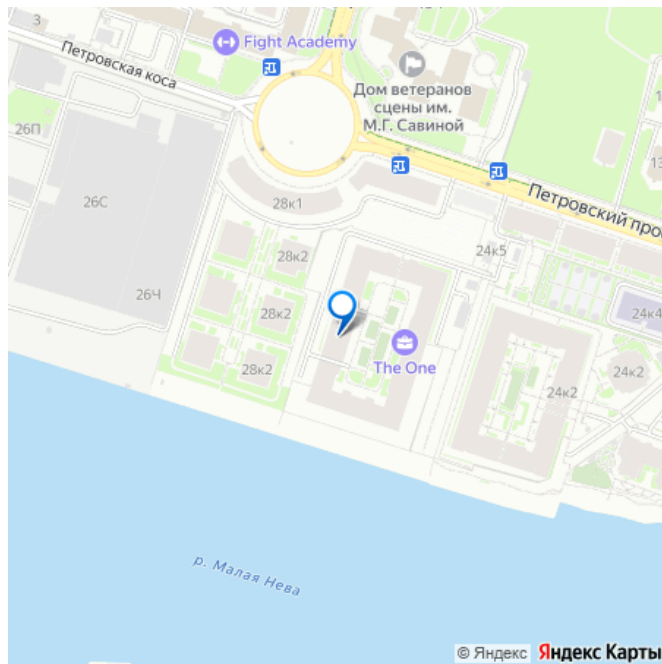 3
Fight Academy
Петровская коса
Дом ветеранов
сцены им.
М.Г. Савиной
26П
13
26С
28к1
Петровский про
28к2
24к5
26Ч
28к2
24к4
The One
28к2
24к2
24к2
р. Малая Нева
© Яндекс Яндекс Карты